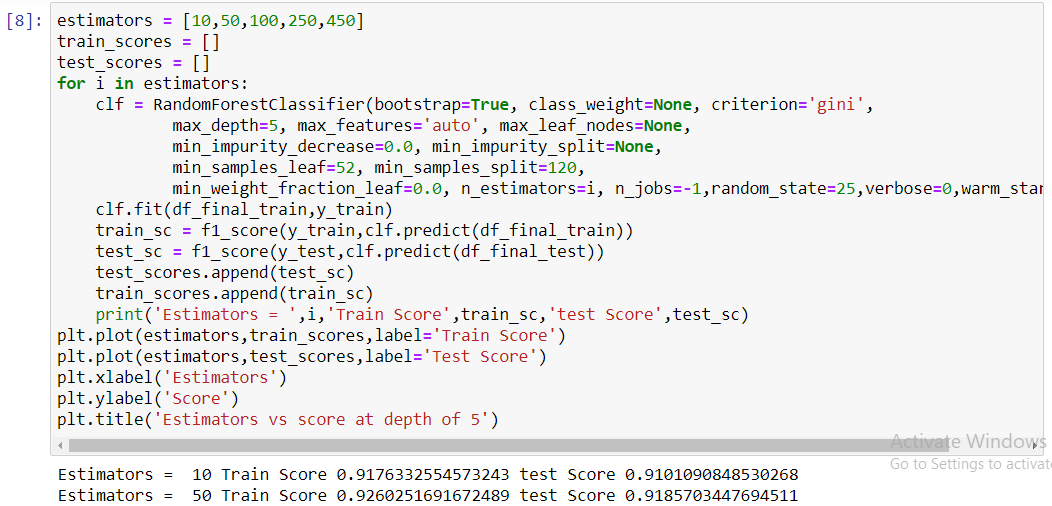 [8]: estimators = [10,50,100,250,450]
train_scores = []
test_scores = []
for i in estimators:
    clf = RandomForestClassifier(bootstrap=True, class_weight=None, criterion='gini',
            max_depth=5, max_features='auto', max_leaf_nodes=None,
            min_impurity_decrease=0.0, min_impurity_split=None,
            min_samples_leaf=52, min_samples_split=120,
            min_weight_fraction_leaf=0.0, n_estimators=i, n_jobs=-1,random_state=25,verbose=0,warm_star
    clf.fit(df_final_train,y_train)
    train_sc = f1_score(y_train,clf.predict(df_final_train))
    test_sc = f1_score(y_test,clf.predict(df_final_test))
    test_scores.append(test_sc)
    train_scores.append(train_sc)
    print('Estimators = ',i,'Train Score',train_sc,'test Score',test_sc)
plt.plot(estimators,train_scores,label='Train Score')
plt.plot(estimators,test_scores,label='Test Score')
plt.xlabel('Estimators')
plt.ylabel('Score')
plt.title('Estimators vs score at depth of 5')
Activate Windows
Go to Settings to activate
Estimators =  10 Train Score 0.9176332554573243 test Score 0.9101090848530268
Estimators =  50 Train Score 0.9260251691672489 test Score 0.9185703447694511